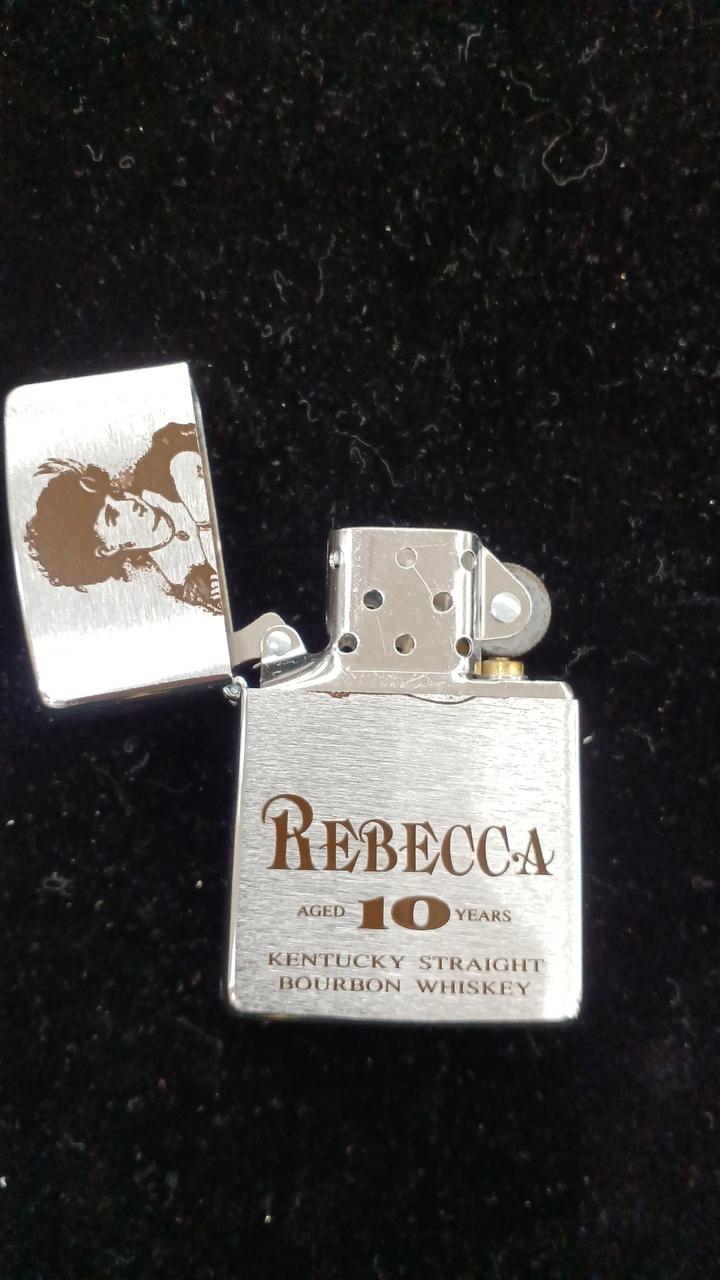 REBECCA
AGED 10 YEARS
KENTUCKY STRAIGHT
BOURBON WHISKEY